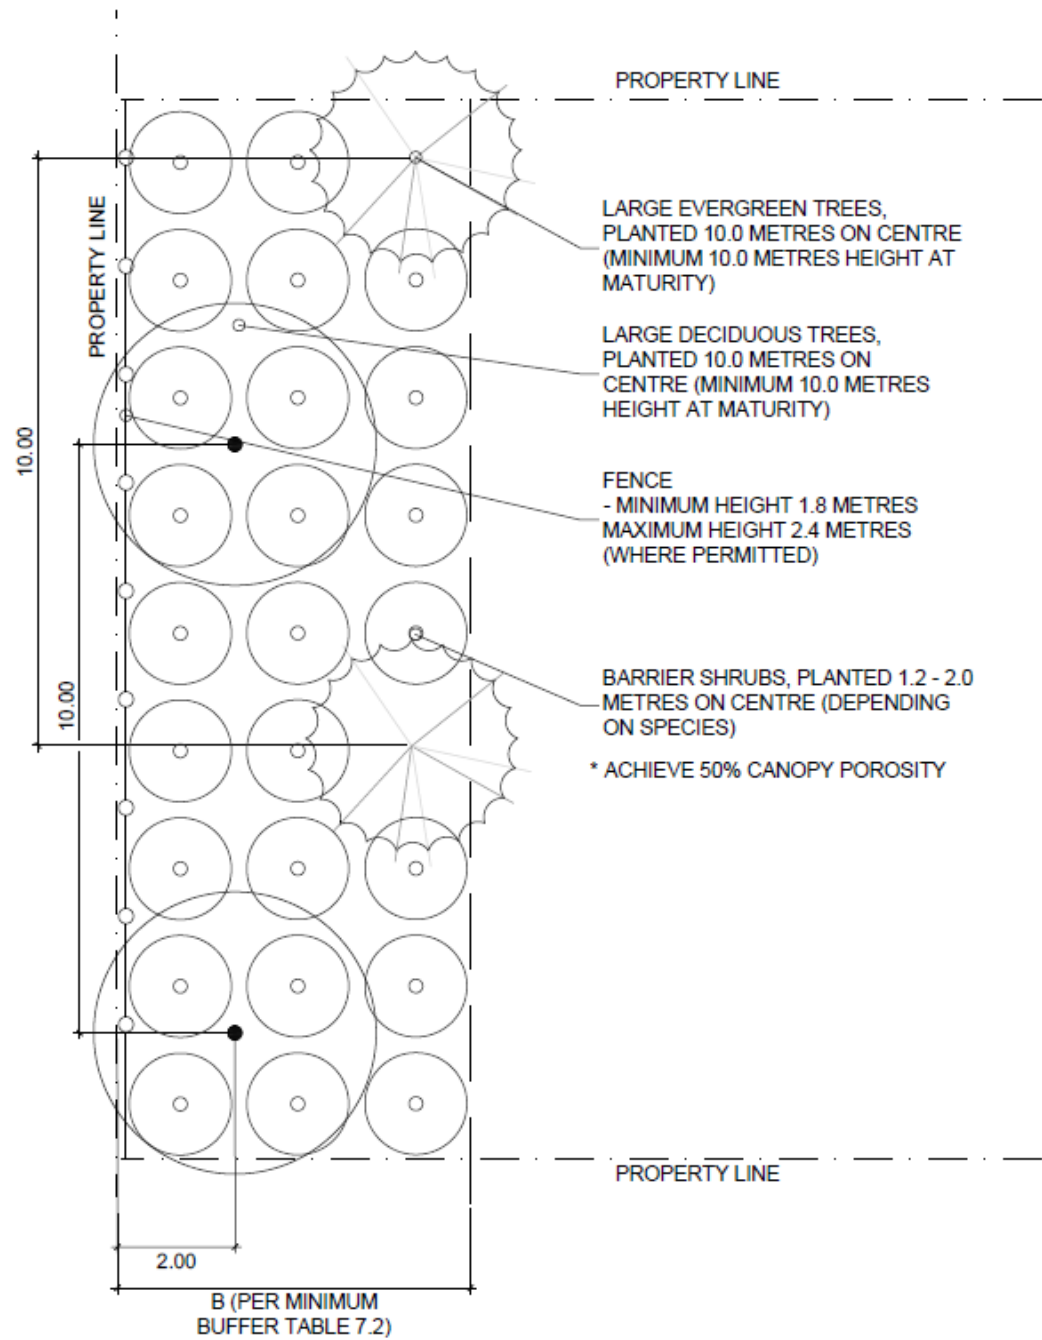 PROPERTY LINE
PROPERTY LINE
LARGE EVERGREEN TREES,
PLANTED 10.0 METRES ON CENTRE
(MINIMUM 10.0 METRES HEIGHT AT
MATURITY)
LARGE DECIDUOUS TREES,
PLANTED 10.0 METRES ON
CENTRE (MINIMUM 10.0 METRES
HEIGHT AT MATURITY)
10.00
FENCE
- MINIMUM HEIGHT 1.8 METRES
MAXIMUM HEIGHT 2.4 METRES
(WHERE PERMITTED)
10.00
BARRIER SHRUBS, PLANTED 1.2 - 2.0
METRES ON CENTRE (DEPENDING
ON SPECIES)
* ACHIEVE 50% CANOPY POROSITY
PROPERTY LINE
2.00
B (PER MINIMUM
BUFFER TABLE 7.2)